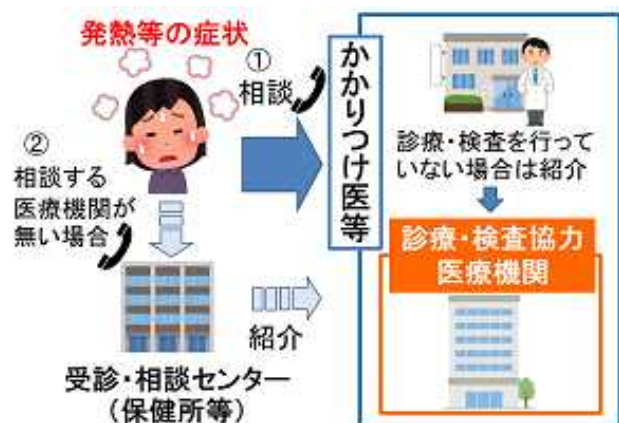 発熱等の症状
①
相談
②
相談する
医療機関が
無い場合
かかりつけ医等
診療・検査を行って
いない場合は紹介
診療・検査協力
医療機関
紹介
受診・相談センター
(保健所等)